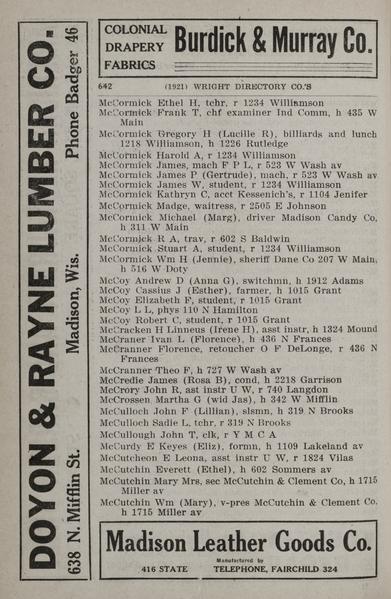 DOYON & RAYNE LUMBER CO.
638 N. Mifflin St. Madison, Wis. Phone Badger 46
COLONIAL
DRAPERY
FABRICS
Burdick & Murray Co.
642 (1921) WRIGHT DIRECTORY CO.'S
McCormick Ethel H, tchr, r 1234 Williamson
McCormick Frank T, chf examiner Ind Comm, h 435 W
Main
McCormick Gregory H (Lucille R), billiards and lunch
1218 Williamson, h 1226 Rutledge
McCormick Harold A, r 1234 Williamson
McCormick James, mach F P L, r 523 W Wash av
McCormick James P (Gertrude), mach, r 523 W Wash av
McCormick James W, student, r 1234 Williamson
McCormick Kathryn C, acct Kessenich's, r 1104 Jenifer
McCormick Madge, waitress, r 2505 E Johnson
McCormick Michael (Marg), driver Madison Candy Co,
h 311 W Main
McCormick R A, trav, r 602 S Baldwin
McCormick Stuart A, student, r 1234 Williamson
McCormick Wm H (Jennie), sheriff Dane Co 207 W Main,
h 516 W Doty
McCoy Andrew D (Anna G), switchmn, h 1912 Adams
McCoy Cassius J (Esther), farmer, h 1015 Grant
McCoy Elizabeth F, student, r 1015 Grant
McCoy L L, phys 110 N Hamilton
McCoy Robert C, student, r 1015 Grant
McCracken H Linneus (Irene H), asst instr, h 1324 Mound
McCraner Ivan L (Florence), h 436 N Frances
McCranner Florence, retoucher O F DeLonge, r 436 N
Frances
McCranner Theo F, h 727 W Wash av
McCredie James (Rosa B), cond, h 2218 Garrison
McCrory John R, ast instr U W, r 740 Langdon
McCrossen Martha G (wid Jas), h 342 W Mifflin
McCulloch John F (Lillian), slsmn, h 319 N Brooks
McCulloch Sadie L, tchr, r 319 N Brooks
McCullough John T, clk, r Y M C A
McCurdy E Keyes (Eliz), formn, h 1109 Lakeland av
McCutcheon E Leona, asst instr U W, r 1824 Vilas
McCutchin Everett (Ethel), h 602 Sommers av
McCutchin Mary Mrs, sec McCutchin & Clement Co, h 1715
Miller av
McCutchin Wm (Mary), v-pres McCutchin & Clement Co.
h 1715 Miller av
Madison Leather Goods Co.
Manufactured by
416 STATE TELEPHONE, FAIRCHILD 324